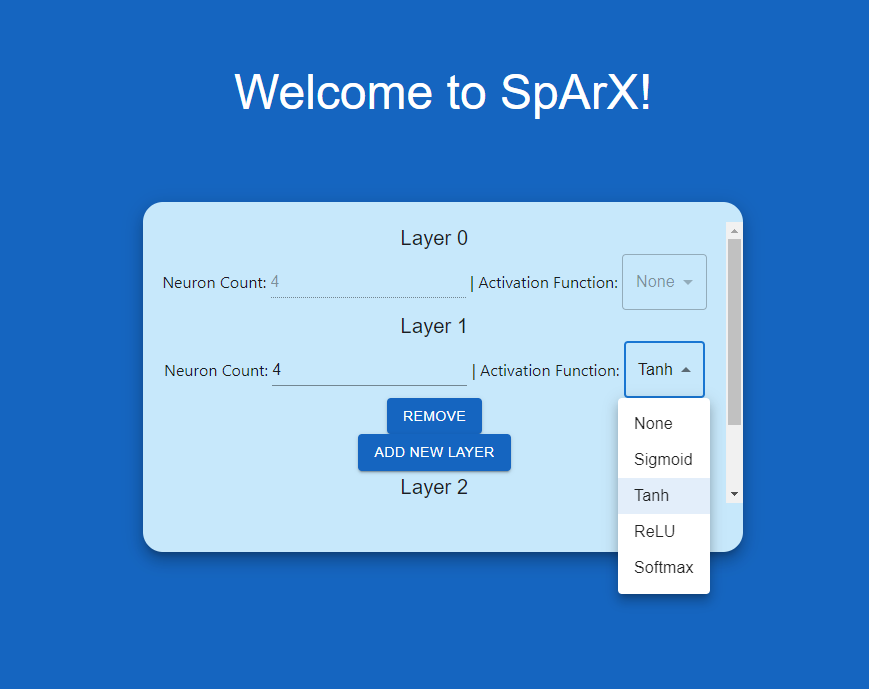 Welcome to SpArX!
Layer 0
Neuron Count: 4 | Activation Function: None
Layer 1
Neuron Count: 4 | Activation Function: Tanh
REMOVE
ADD NEW LAYER
Layer 2
None
Sigmoid
Tanh
ReLU
Softmax